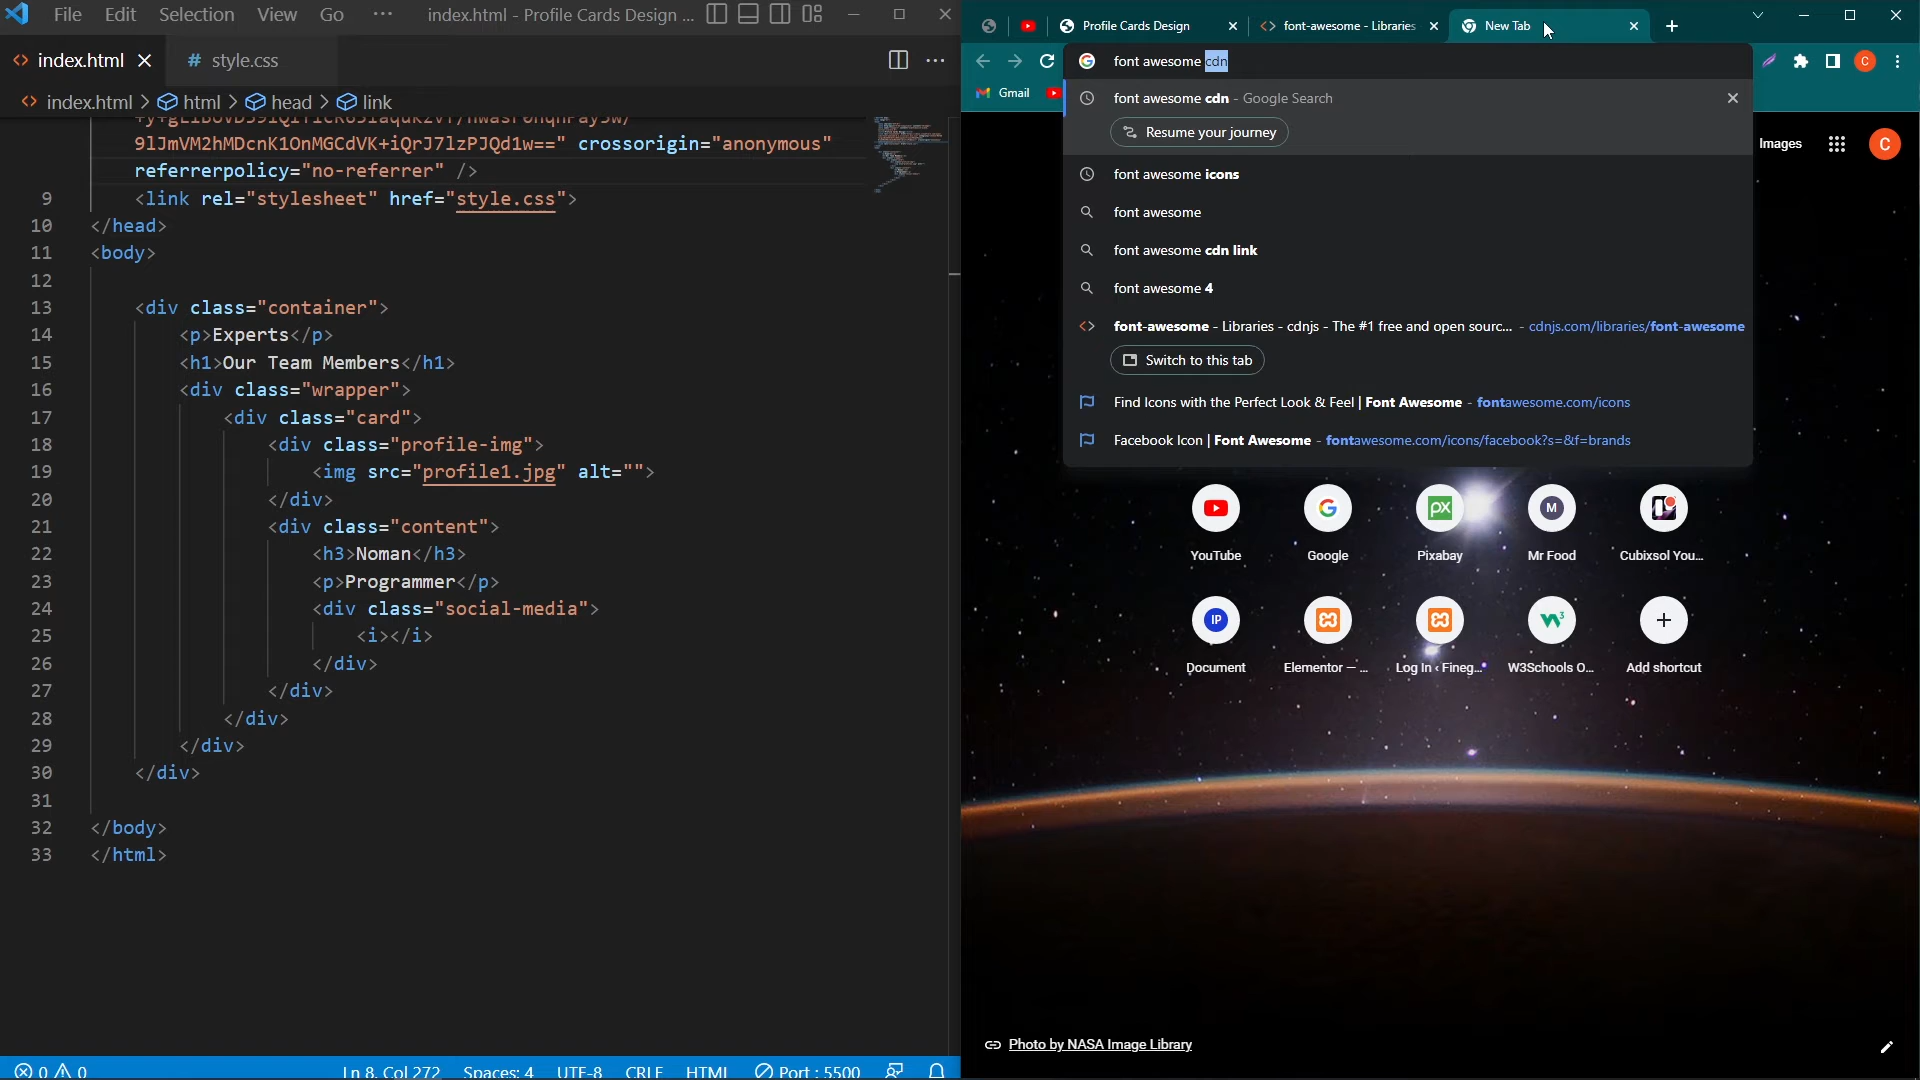 File Edit Selection View Go ··· index.html - Profile Cards Design ...
index.html
# style.css
index.html > html > head > link
9lJmVM2hMDcnK1OnMGCdVK+iQrJ7lzPJQd1w==" crossorigin="anonymous"
referrerpolicy="no-referrer" />
9 <link rel="stylesheet" href="style.css">
10 </head>
11 <body>
12
13 <div class="container">
14 <p>Experts</p>
15 <h1>Our Team Members</h1>
16 <div class="wrapper">
17 <div class="card">
18 <div class="profile-img">
19 <img src="profile1.jpg" alt="">
20 </div>
21 <div class="content">
22 <h3>Noman</h3>
23 <p>Programmer</p>
24 <div class="social-media">
25 <i></i>
26 </div>
27 </div>
28 </div>
29 </div>
30 </div>
31
32 </body>
33 </html>
0 0 Ln 8, Col 272 Spaces: 4 UTF-8 CRLF HTML Port : 5500
Profile Cards Design
font-awesome - Libraries
New Tab
font awesome cdn
C
Gmail
font awesome cdn - Google Search
Resume your journey
font awesome icons
font awesome
font awesome cdn link
font awesome 4
font-awesome - Libraries - cdnjs - The #1 free and open sourc... - cdnjs.com/libraries/font-awesome
Switch to this tab
Find Icons with the Perfect Look & Feel | Font Awesome - fontawesome.com/icons
Facebook Icon | Font Awesome - fontawesome.com/icons/facebook?s=&f=brands
Images
C
px
M
YouTube
Google
Pixabay
Mr Food
Cubixsol You...
IP
Document
Elementor — ...
Log In ‹ Fineg...
W3Schools O...
Add shortcut
Photo by NASA Image Library